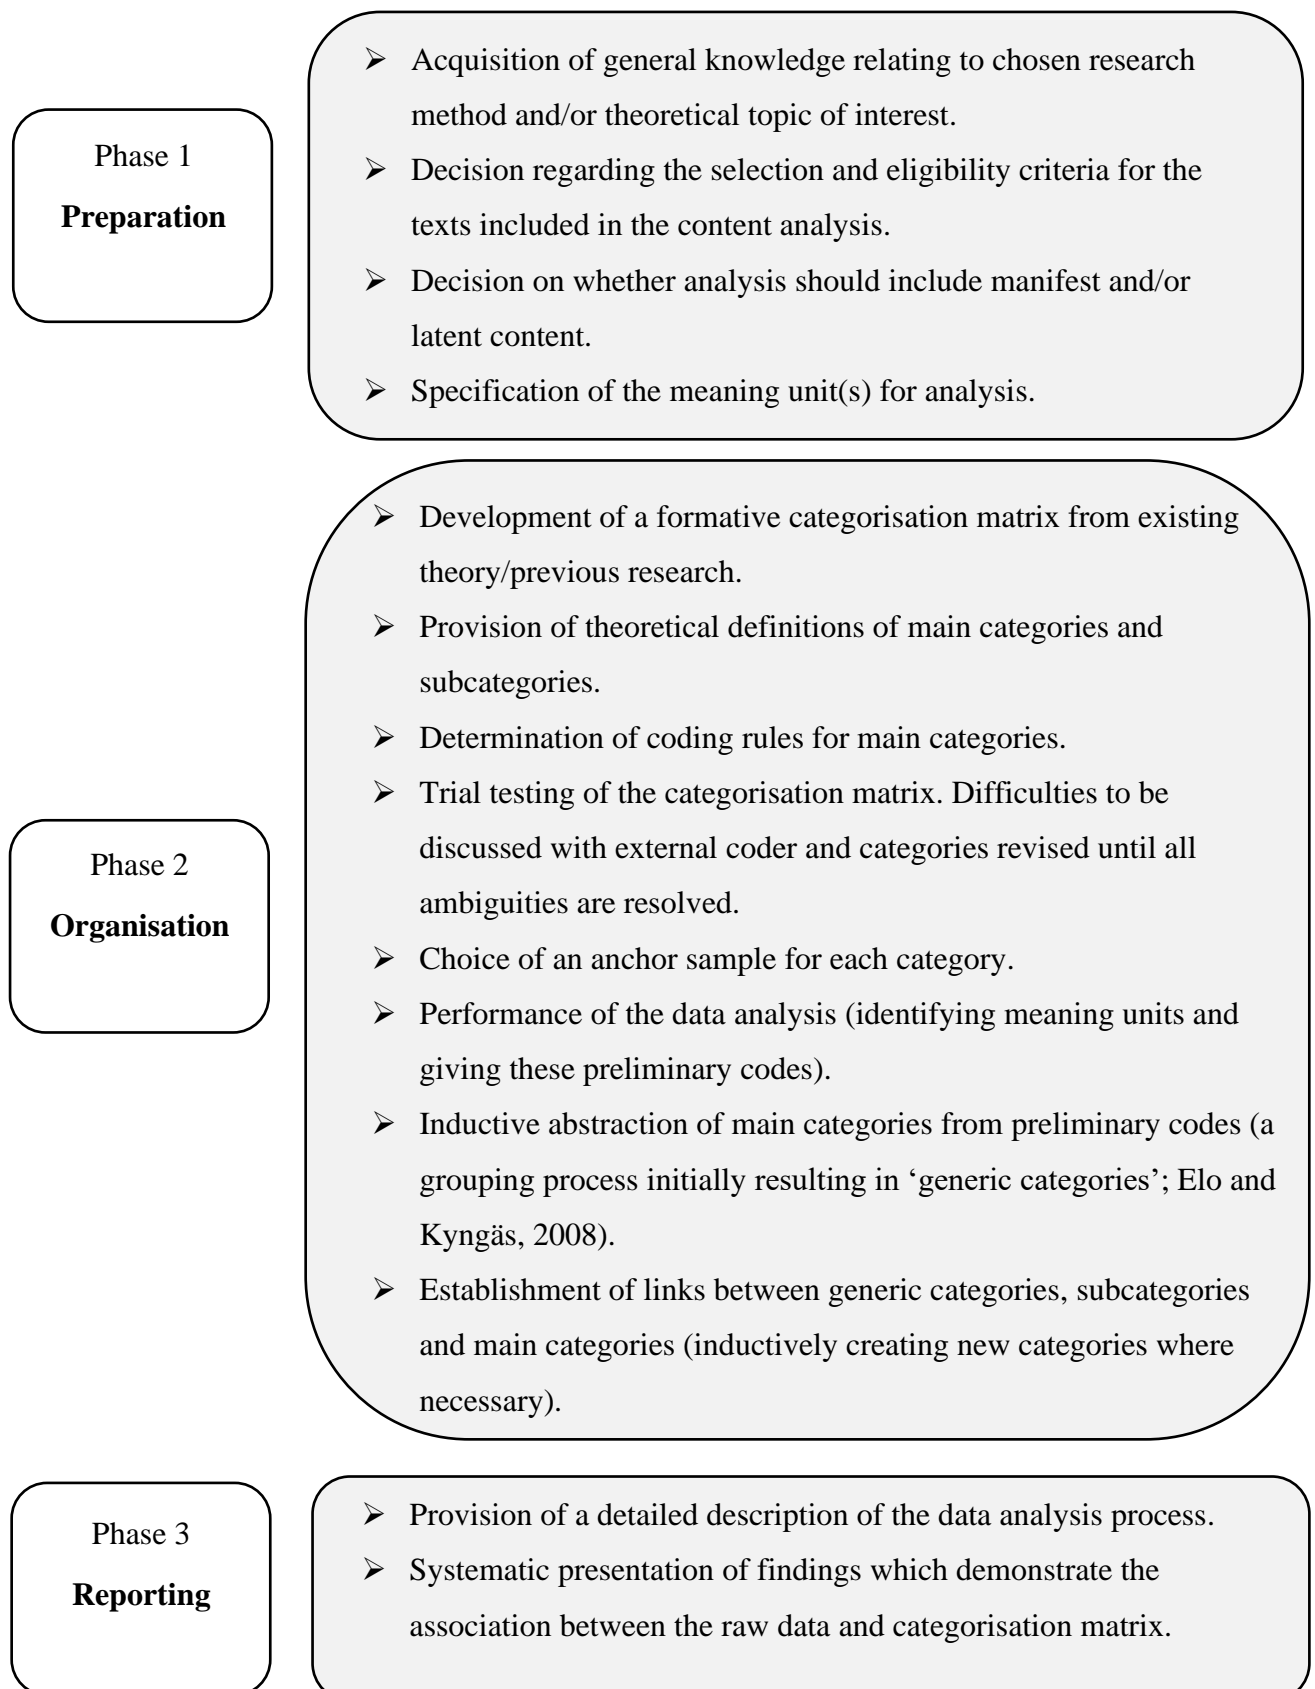 Phase 1
Preparation
➢ Acquisition of general knowledge relating to chosen research
method and/or theoretical topic of interest.
➢ Decision regarding the selection and eligibility criteria for the
texts included in the content analysis.
➢ Decision on whether analysis should include manifest and/or
latent content.
➢ Specification of the meaning unit(s) for analysis.
Phase 2
Organisation
➢ Development of a formative categorisation matrix from existing
theory/previous research.
➢ Provision of theoretical definitions of main categories and
subcategories.
➢ Determination of coding rules for main categories.
➢ Trial testing of the categorisation matrix. Difficulties to be
discussed with external coder and categories revised until all
ambiguities are resolved.
➢ Choice of an anchor sample for each category.
➢ Performance of the data analysis (identifying meaning units and
giving these preliminary codes).
➢ Inductive abstraction of main categories from preliminary codes (a
grouping process initially resulting in ‘generic categories’; Elo and
Kyngäs, 2008).
➢ Establishment of links between generic categories, subcategories
and main categories (inductively creating new categories where
necessary).
Phase 3
Reporting
➢ Provision of a detailed description of the data analysis process.
➢ Systematic presentation of findings which demonstrate the
association between the raw data and categorisation matrix.